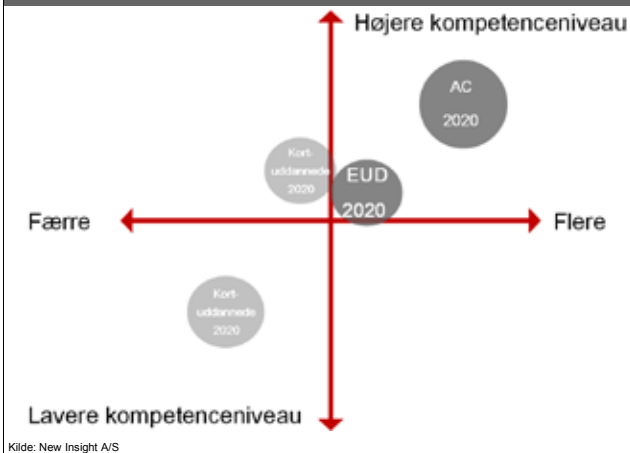 Højere kompetenceniveau
AC
2020
Kort-
uddannede
2020
EUD
2020
Færre
Flere
Kort-
uddannede
2020
Lavere kompetenceniveau
Kilde: New Insight A/S